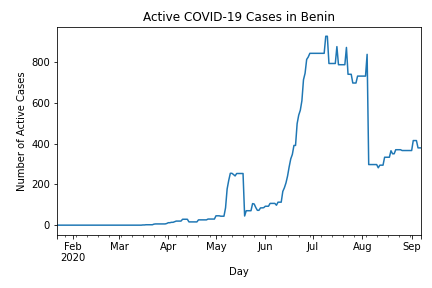 Active COVID-19 Cases in Benin
Number of Active Cases
800
600
400
200
0
Feb Mar Apr May Jun Jul Aug Sep
2020
Day